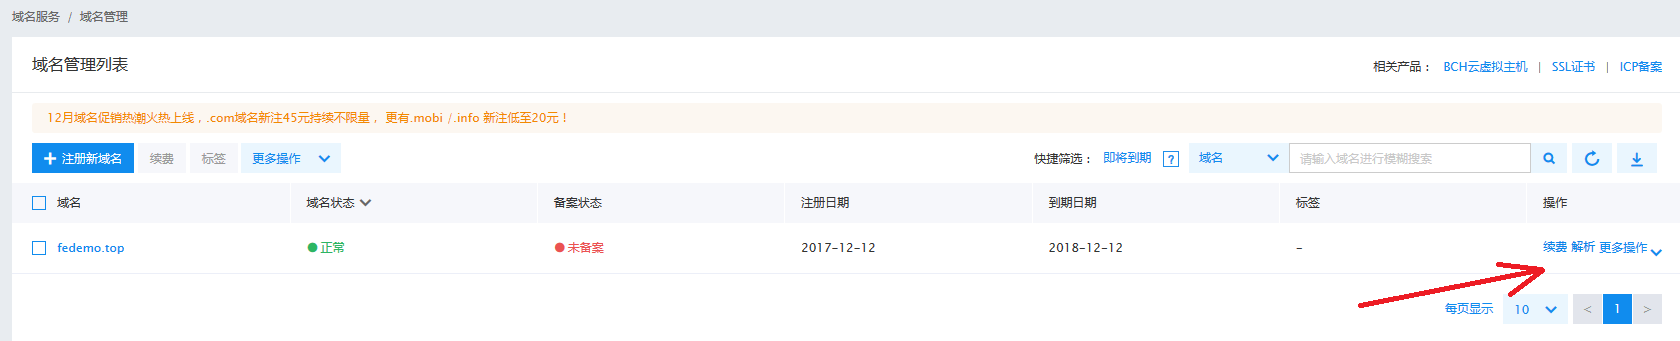 域名服务 / 域名管理
域名管理列表
相关产品： BCH云虚拟主机 | SSL证书 | ICP备案
12月域名促销热潮火热上线，.com域名新注45元持续不限量， 更有.mobi /.info 新注低至20元！
+ 注册新域名 续费 标签 更多操作 快捷筛选： 即将到期 ? 域名 请输入域名进行模糊搜索
域名 域名状态 备案状态 注册日期 到期日期 标签 操作
fedemo.top 正常 未备案 2017-12-12 2018-12-12 - 续费 解析 更多操作
每页显示 10 < 1 >